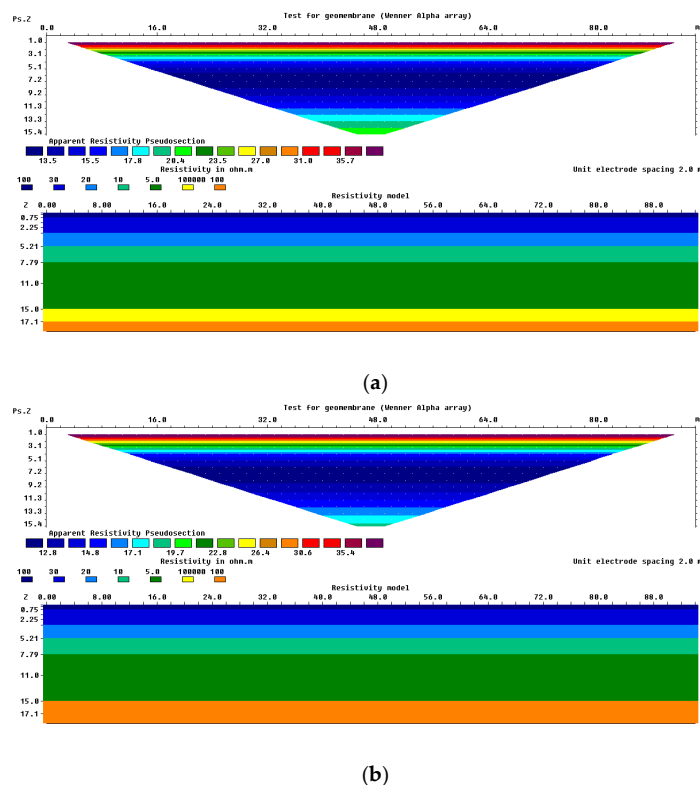 Test for geomembrane (Wenner Alpha array)
Ps.Z
0.0 16.0 32.0 48.0 64.0 80.0 m
1.0
3.1
5.1
7.2
9.2
11.3
13.3
15.4
Apparent Resistivity Pseudosection
13.5 15.5 17.8 20.4 23.5 27.0 31.0 35.7
Resistivity in ohm.m
Unit electrode spacing 2.0 m
100 30 20 10 5.0 100000 100
Resistivity model
Z 0.00 8.00 16.0 24.0 32.0 40.0 48.0 56.0 64.0 72.0 80.0 88.0
0.75
2.25
5.21
7.79
11.0
15.0
17.1
(a)
Test for geomembrane (Wenner Alpha array)
Ps.Z
0.0 16.0 32.0 48.0 64.0 80.0 m
1.0
3.1
5.1
7.2
9.2
11.3
13.3
15.4
Apparent Resistivity Pseudosection
12.8 14.8 17.1 19.7 22.8 26.4 30.6 35.4
Resistivity in ohm.m
Unit electrode spacing 2.0 m
100 30 20 10 5.0 100000 100
Resistivity model
Z 0.00 8.00 16.0 24.0 32.0 40.0 48.0 56.0 64.0 72.0 80.0 88.0
0.75
2.25
5.21
7.79
11.0
15.0
17.1
(b)